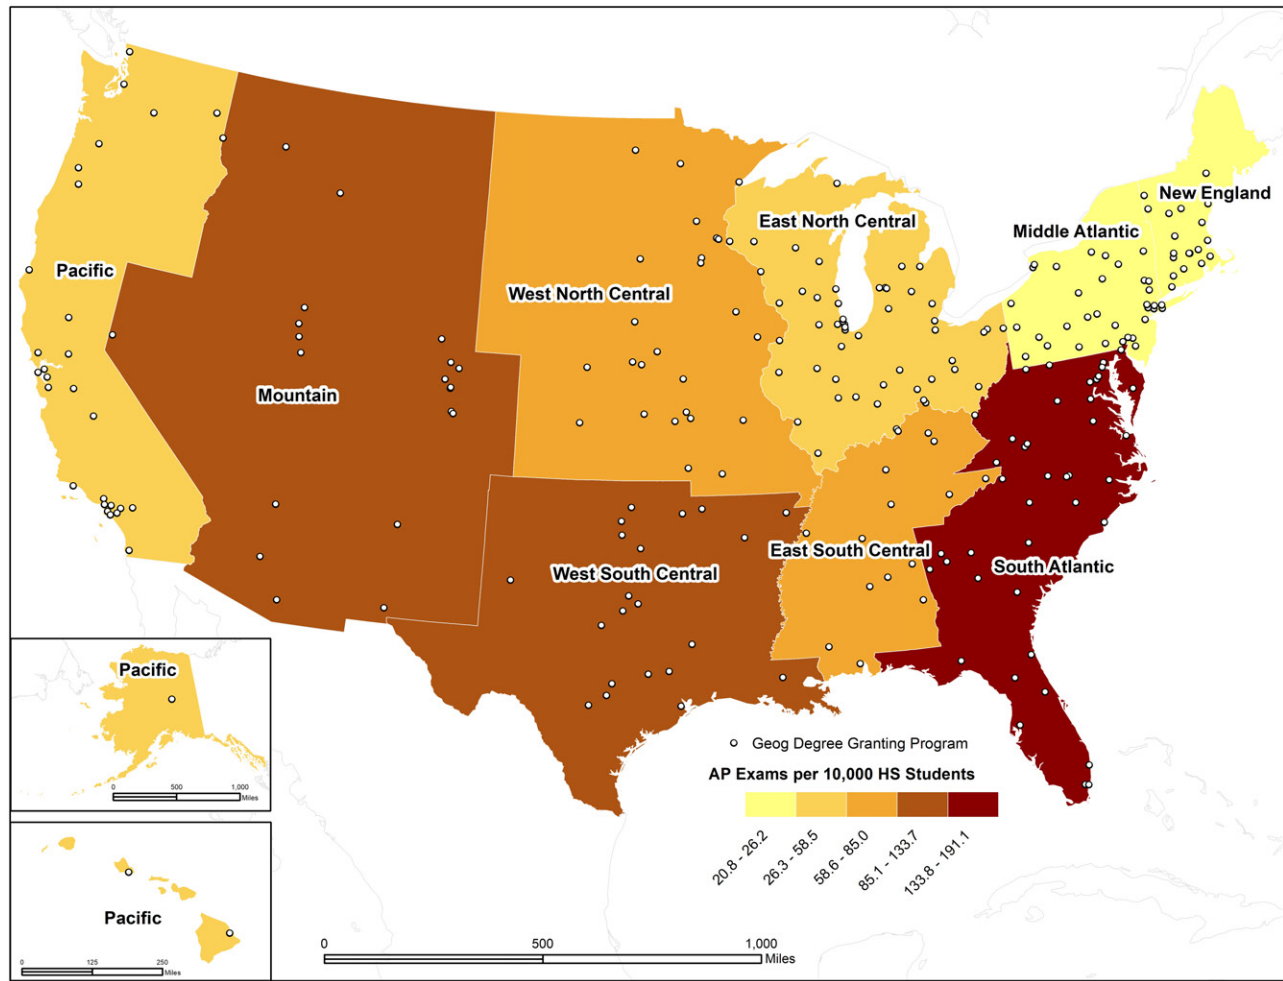 New England
Middle Atlantic
East North Central
Pacific
West North Central
Mountain
East South Central
South Atlantic
West South Central
Pacific
0 500 1,000
Miles
Geog Degree Granting Program
AP Exams per 10,000 HS Students
20.8 - 26.2
26.3 - 58.5
58.6 - 85.0
85.1 - 133.7
133.8 - 191.1
Pacific
0 125 250
Miles
0 500 1,000
Miles